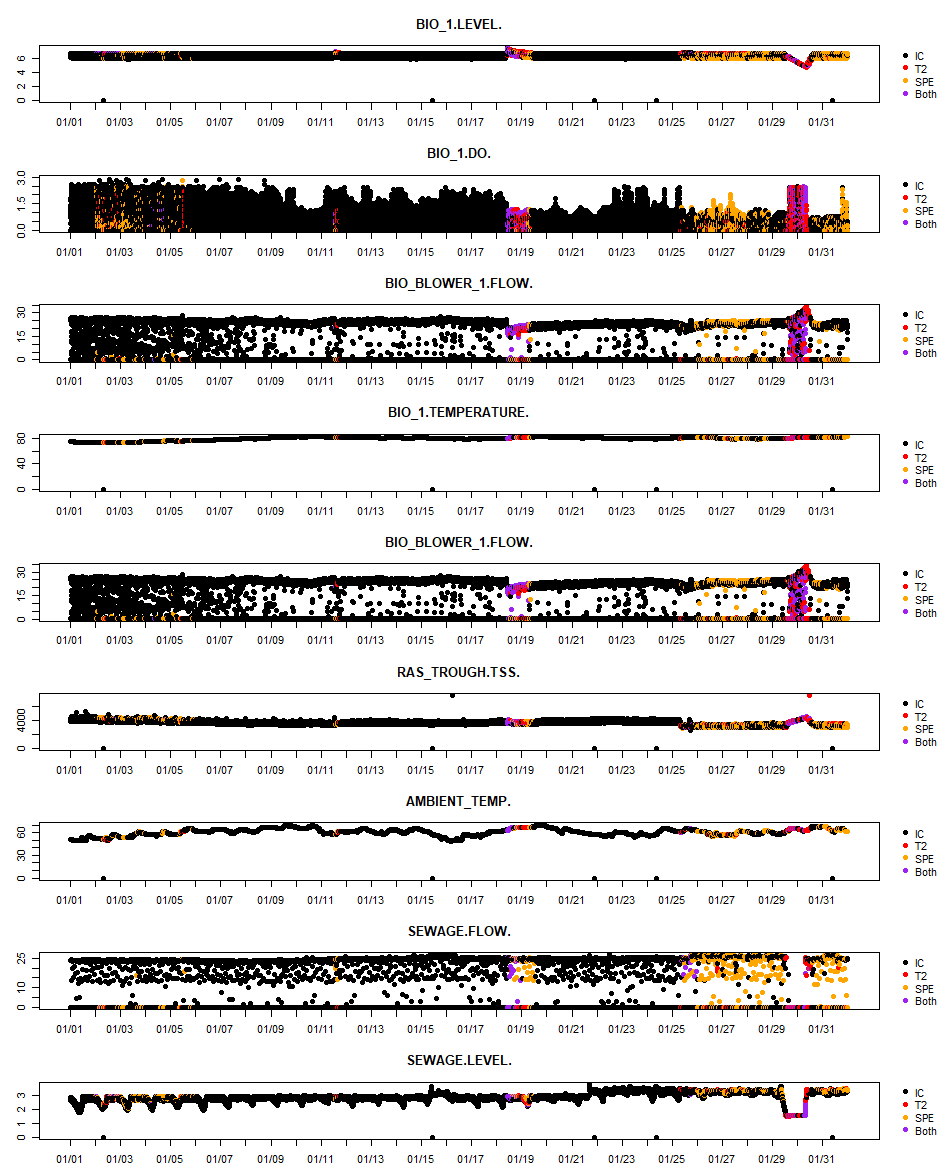 BIO_1.LEVEL.
0 2 4 6
01/01 01/03 01/05 01/07 01/09 01/11 01/13 01/15 01/17 01/19 01/21 01/23 01/25 01/27 01/29 01/31
IC
T2
SPE
Both
BIO_1.DO.
0.0 1.5 3.0
01/01 01/03 01/05 01/07 01/09 01/11 01/13 01/15 01/17 01/19 01/21 01/23 01/25 01/27 01/29 01/31
IC
T2
SPE
Both
BIO_BLOWER_1.FLOW.
0 15 30
01/01 01/03 01/05 01/07 01/09 01/11 01/13 01/15 01/17 01/19 01/21 01/23 01/25 01/27 01/29 01/31
IC
T2
SPE
Both
BIO_1.TEMPERATURE.
0 40 80
01/01 01/03 01/05 01/07 01/09 01/11 01/13 01/15 01/17 01/19 01/21 01/23 01/25 01/27 01/29 01/31
IC
T2
SPE
Both
BIO_BLOWER_1.FLOW.
0 15 30
01/01 01/03 01/05 01/07 01/09 01/11 01/13 01/15 01/17 01/19 01/21 01/23 01/25 01/27 01/29 01/31
IC
T2
SPE
Both
RAS_TROUGH.TSS.
0 4000
01/01 01/03 01/05 01/07 01/09 01/11 01/13 01/15 01/17 01/19 01/21 01/23 01/25 01/27 01/29 01/31
IC
T2
SPE
Both
AMBIENT_TEMP.
0 30 60
01/01 01/03 01/05 01/07 01/09 01/11 01/13 01/15 01/17 01/19 01/21 01/23 01/25 01/27 01/29 01/31
IC
T2
SPE
Both
SEWAGE.FLOW.
0 10 25
01/01 01/03 01/05 01/07 01/09 01/11 01/13 01/15 01/17 01/19 01/21 01/23 01/25 01/27 01/29 01/31
IC
T2
SPE
Both
SEWAGE.LEVEL.
0 1 2 3
01/01 01/03 01/05 01/07 01/09 01/11 01/13 01/15 01/17 01/19 01/21 01/23 01/25 01/27 01/29 01/31
IC
T2
SPE
Both